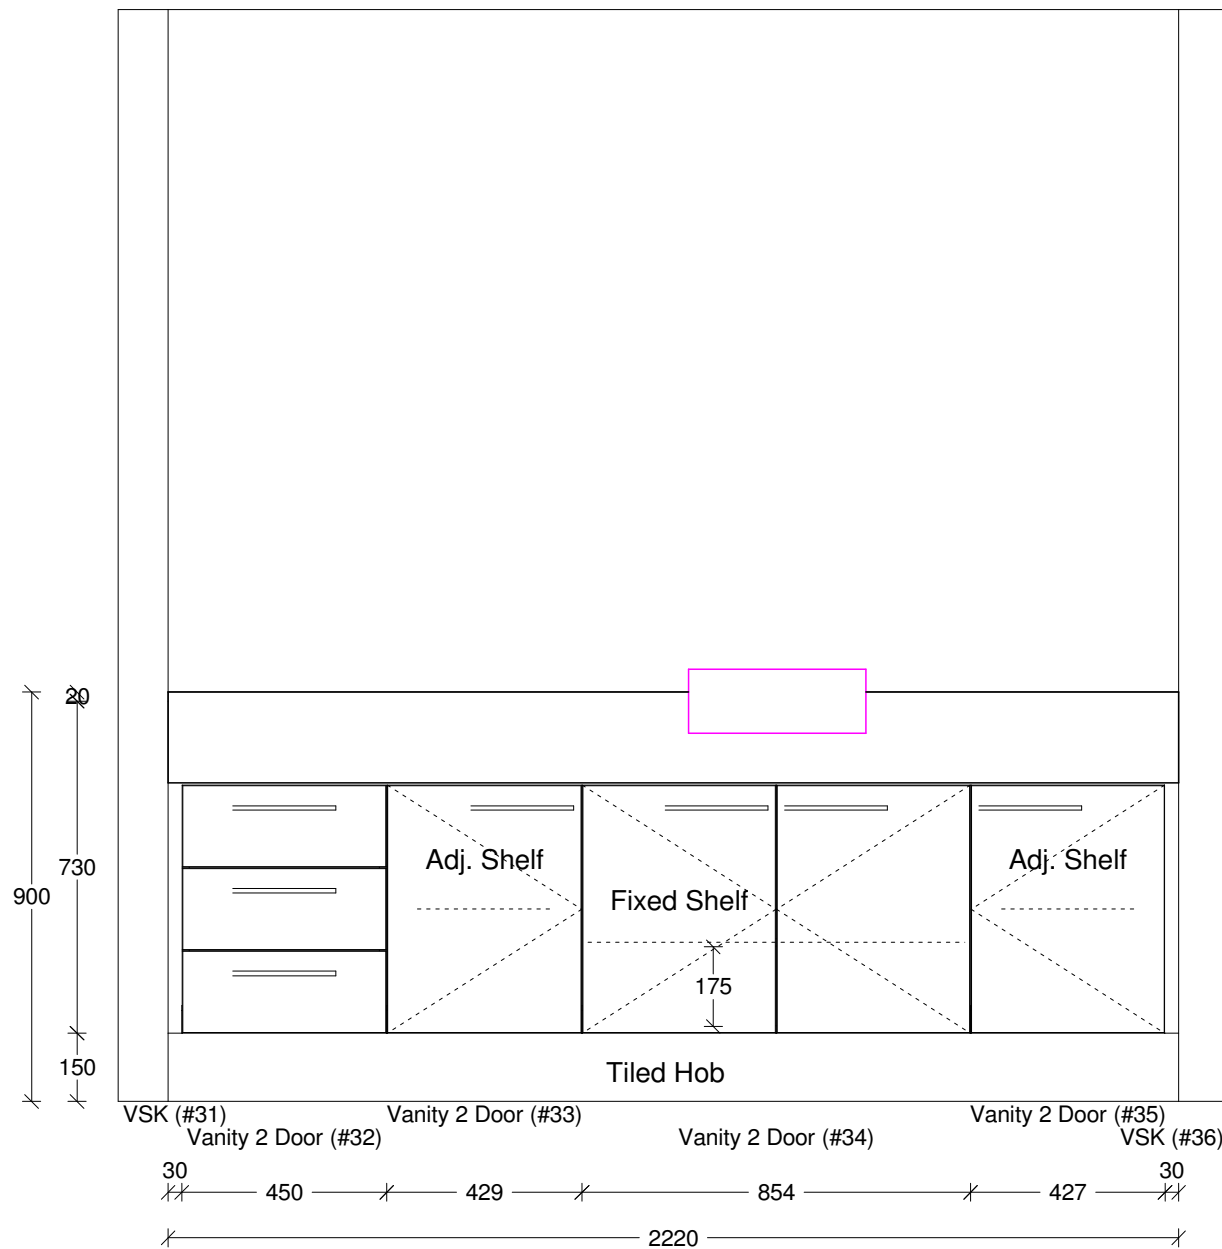 20
Adj. Shelf
Adj. Shelf
730
900
Fixed Shelf
175
150
Tiled Hob
VSK (#31)
Vanity 2 Door (#33)
Vanity 2 Door (#35)
Vanity 2 Door (#32)
Vanity 2 Door (#34)
VSK (#36)
30
30
450
429
854
427
2220